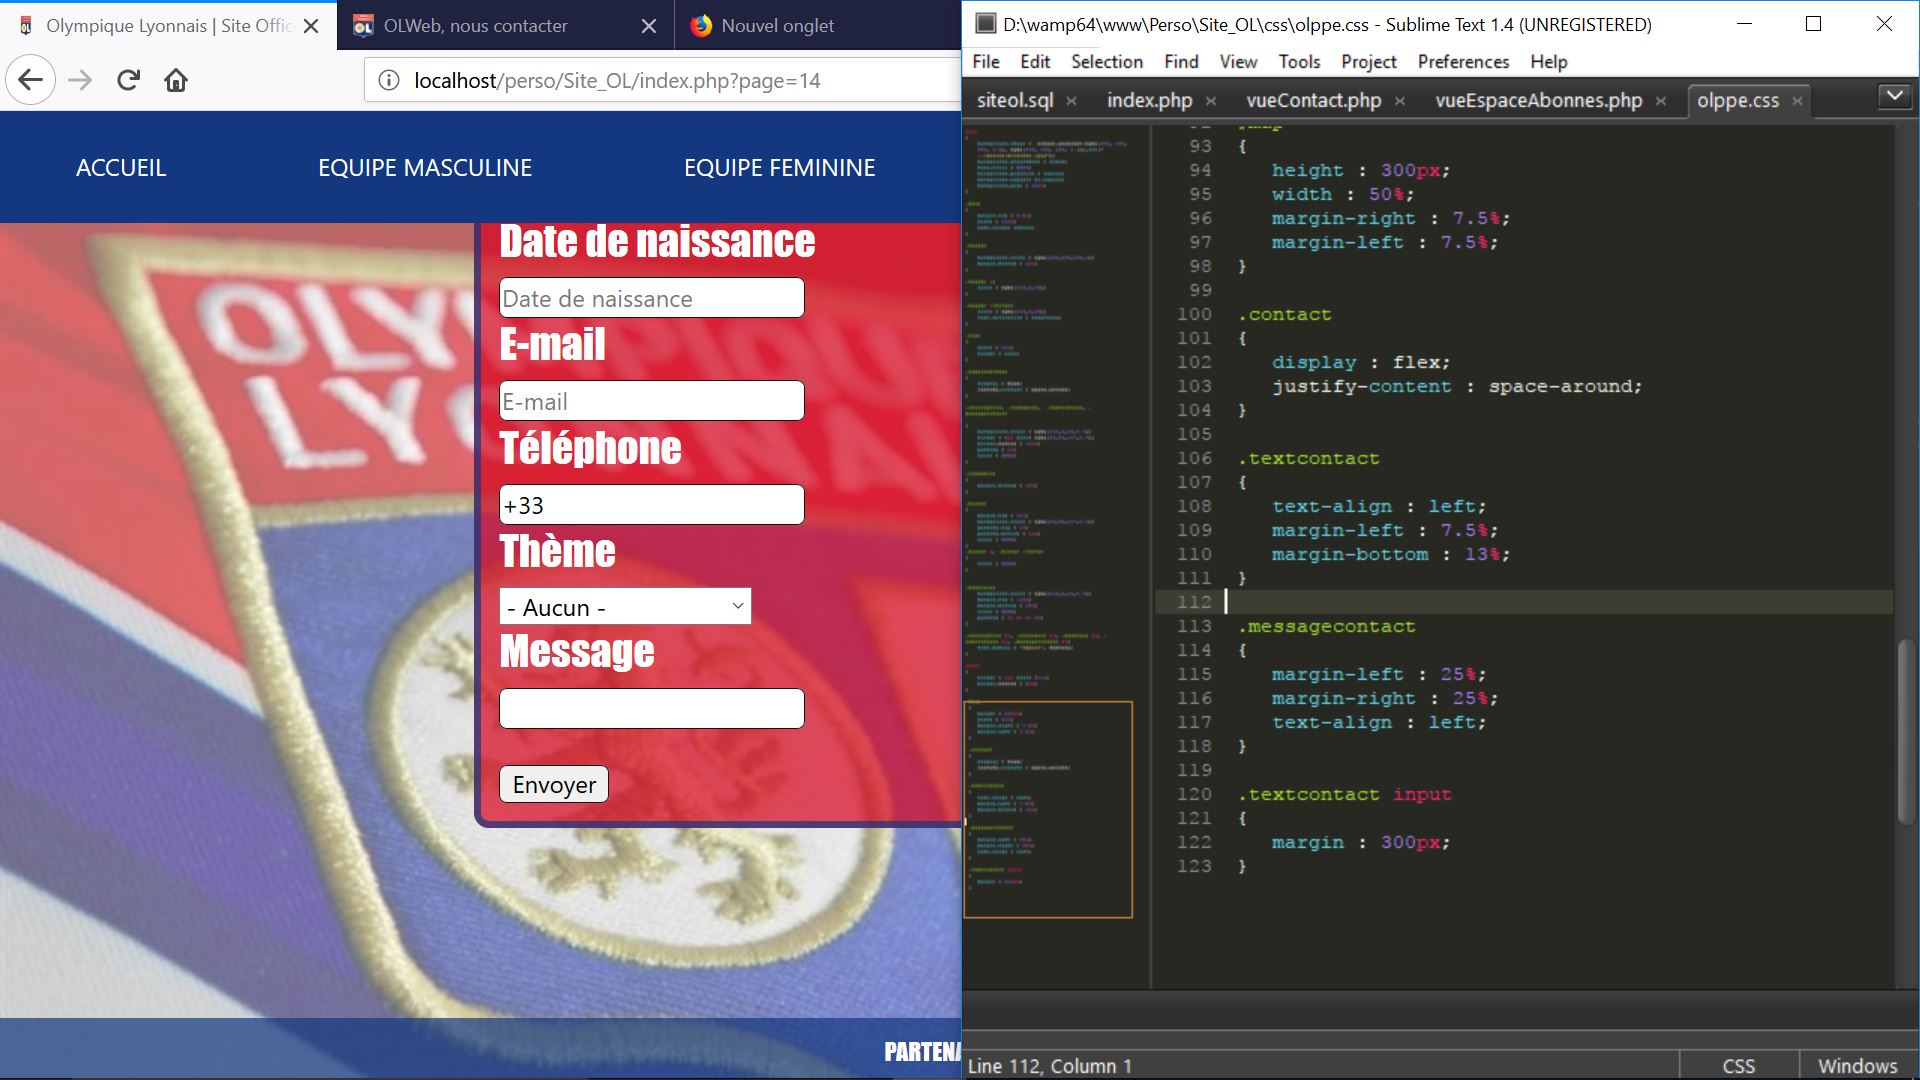 Olympique Lyonnais | Site Offic
OLWeb, nous contacter
Nouvel onglet
localhost/perso/Site_OL/index.php?page=14
ACCUEIL
EQUIPE MASCULINE
EQUIPE FEMININE
Date de naissance
Date de naissance
E-mail
E-mail
Téléphone
+33
Thème
- Aucun -
Message
Envoyer
PARTENA
D:\wamp64\www\Perso\Site_OL\css\olppe.css - Sublime Text 1.4 (UNREGISTERED)
File Edit Selection Find View Tools Project Preferences Help
siteol.sql index.php vueContact.php vueEspaceAbonnes.php olppe.css
93 {
94 height : 300px;
95 width : 50%;
96 margin-right : 7.5%;
97 margin-left : 7.5%;
98 }
99
100 .contact
101 {
102 display : flex;
103 justify-content : space-around;
104 }
105
106 .textcontact
107 {
108 text-align : left;
109 margin-left : 7.5%;
110 margin-bottom : 13%;
111 }
112
113 .messagecontact
114 {
115 margin-left : 25%;
116 margin-right : 25%;
117 text-align : left;
118 }
119
120 .textcontact input
121 {
122 margin : 300px;
123 }
Line 112, Column 1
CSS
Windows